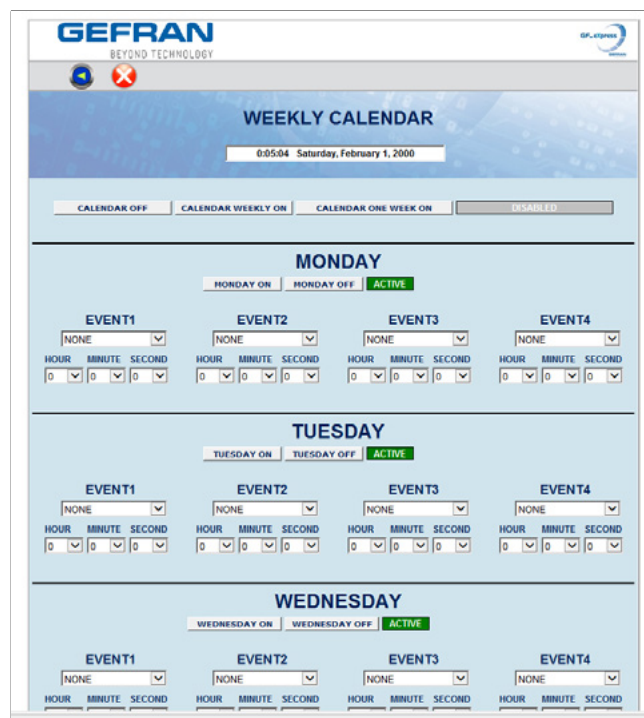 GEFRAN
BEYOND TECHNOLOGY
GF_eXpress
WEEKLY CALENDAR
0:05:04 Saturday, February 1, 2000
CALENDAR OFF CALENDAR WEEKLY ON CALENDAR ONE WEEK ON DISABLED
MONDAY
MONDAY ON MONDAY OFF ACTIVE
EVENT1 EVENT2 EVENT3 EVENT4
NONE NONE NONE NONE
HOUR MINUTE SECOND HOUR MINUTE SECOND HOUR MINUTE SECOND HOUR MINUTE SECOND
0 0 0 0 0 0 0 0 0 0 0 0
TUESDAY
TUESDAY ON TUESDAY OFF ACTIVE
EVENT1 EVENT2 EVENT3 EVENT4
NONE NONE NONE NONE
HOUR MINUTE SECOND HOUR MINUTE SECOND HOUR MINUTE SECOND HOUR MINUTE SECOND
0 0 0 0 0 0 0 0 0 0 0 0
WEDNESDAY
WEDNESDAY ON WEDNESDAY OFF ACTIVE
EVENT1 EVENT2 EVENT3 EVENT4
NONE NONE NONE NONE
HOUR MINUTE SECOND HOUR MINUTE SECOND HOUR MINUTE SECOND HOUR MINUTE SECOND